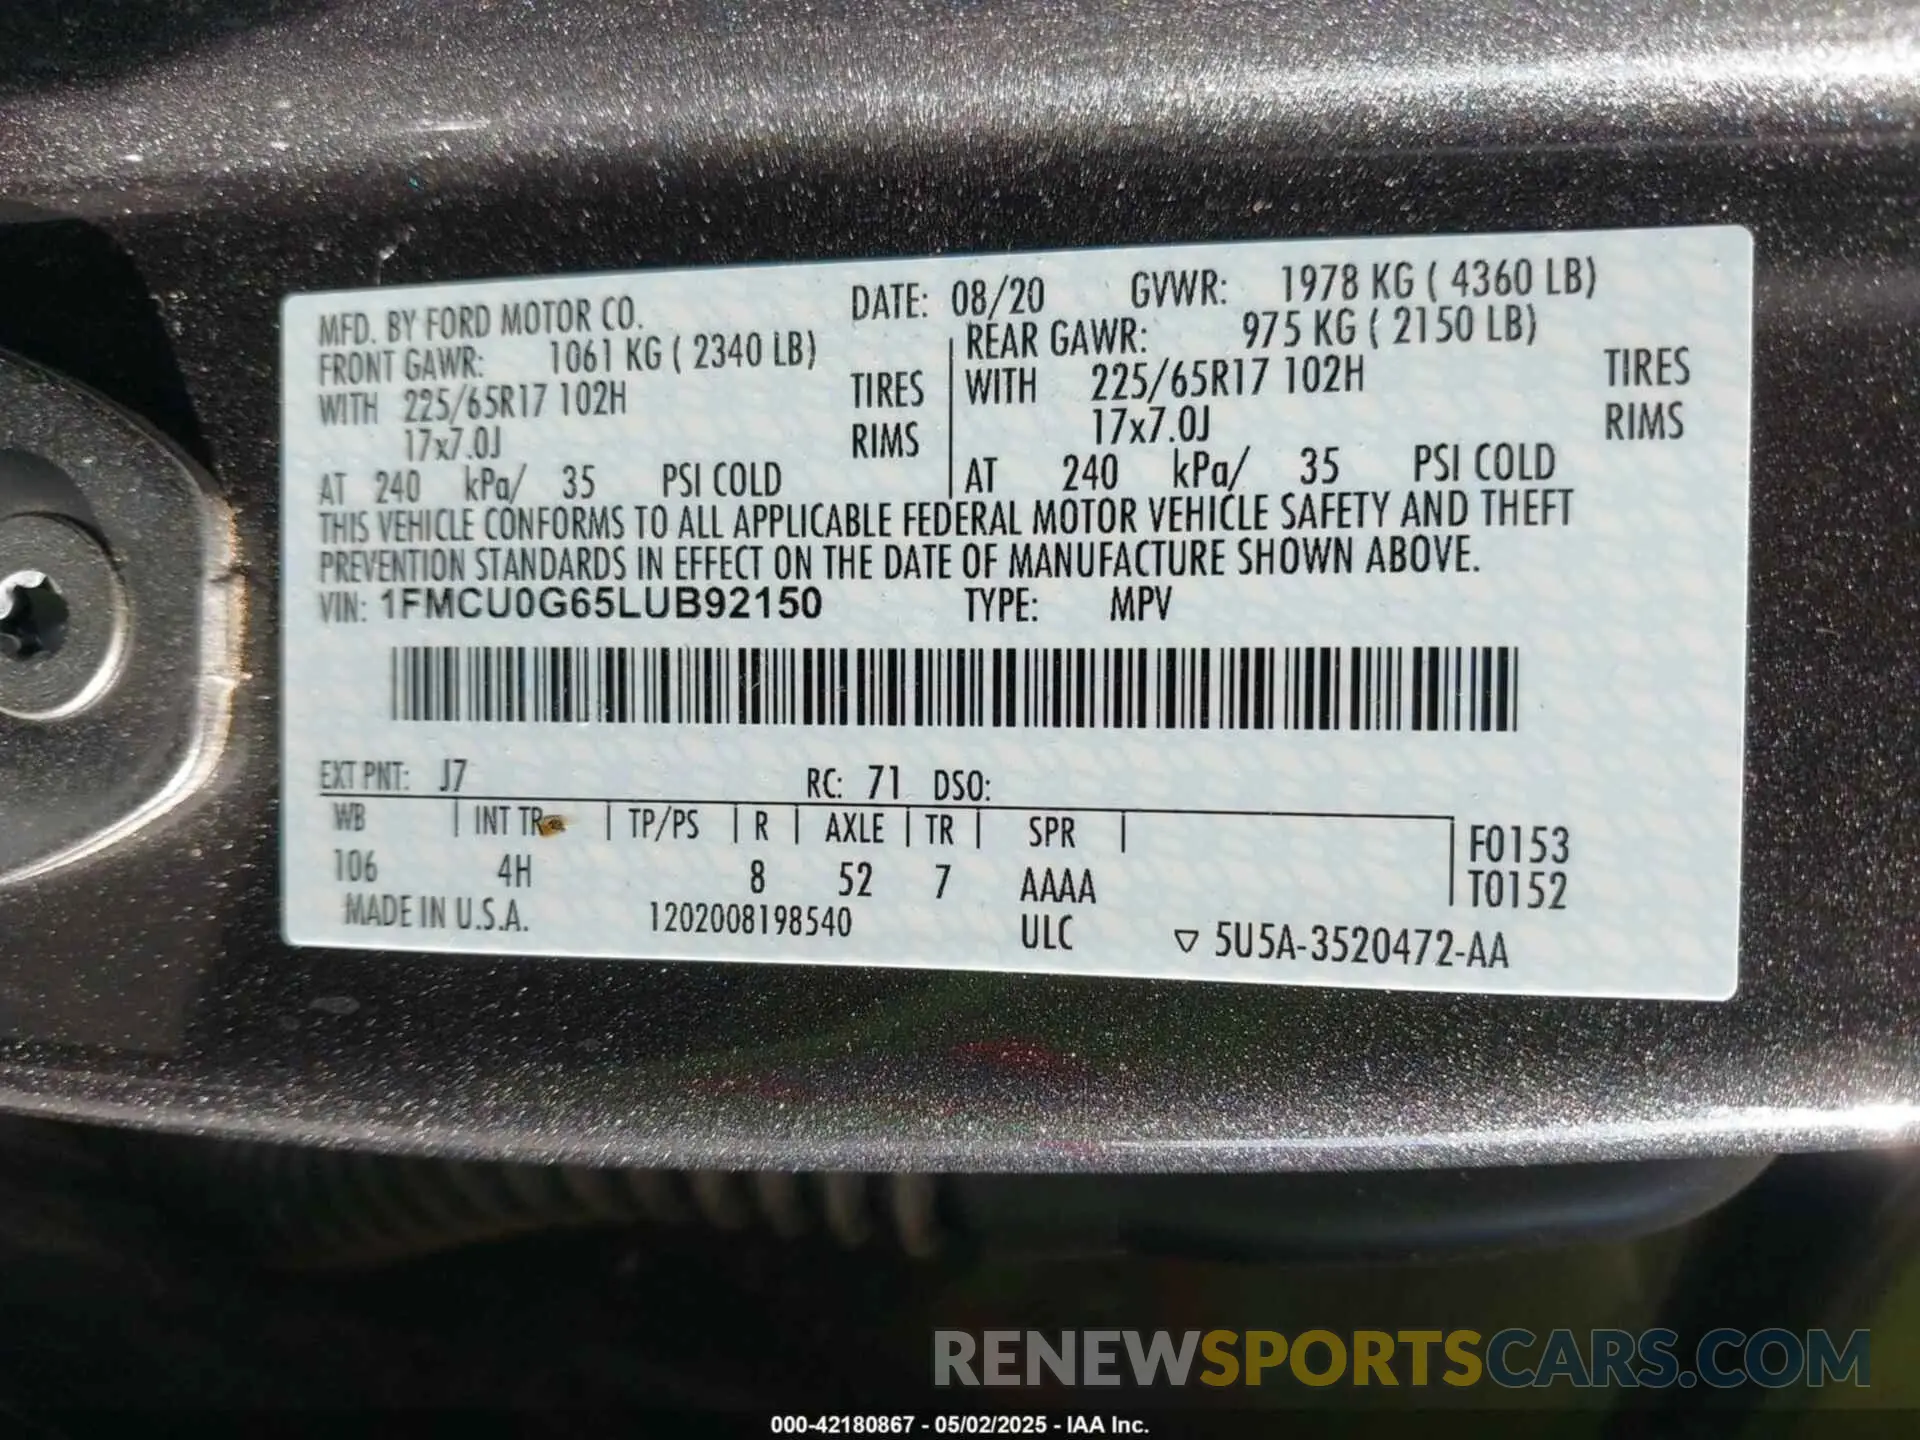 MFD. BY FORD MOTOR CO. DATE: 08/20 GVWR: 1978 KG ( 4360 LB)
FRONT GAWR: 1061 KG ( 2340 LB) REAR GAWR: 975 KG ( 2150 LB)
WITH 225/65R17 102H TIRES WITH 225/65R17 102H TIRES
17x7.0J RIMS 17x7.0J RIMS
AT 240 kPa/ 35 PSI COLD AT 240 kPa/ 35 PSI COLD
THIS VEHICLE CONFORMS TO ALL APPLICABLE FEDERAL MOTOR VEHICLE SAFETY AND THEFT
PREVENTION STANDARDS IN EFFECT ON THE DATE OF MANUFACTURE SHOWN ABOVE.
VIN: 1FMCU0G65LUB92150 TYPE: MPV
EXT PNT: J7 RC: 71 DSO:
WB INT TR TP/PS R AXLE TR SPR F0153
106 4H 8 52 7 AAAA T0152
MADE IN U.S.A. 1202008198540 ULC ▽ 5U5A-3520472-AA
RENEWSPORTSCARS.COM
000-42180867 - 05/02/2025 - IAA Inc.